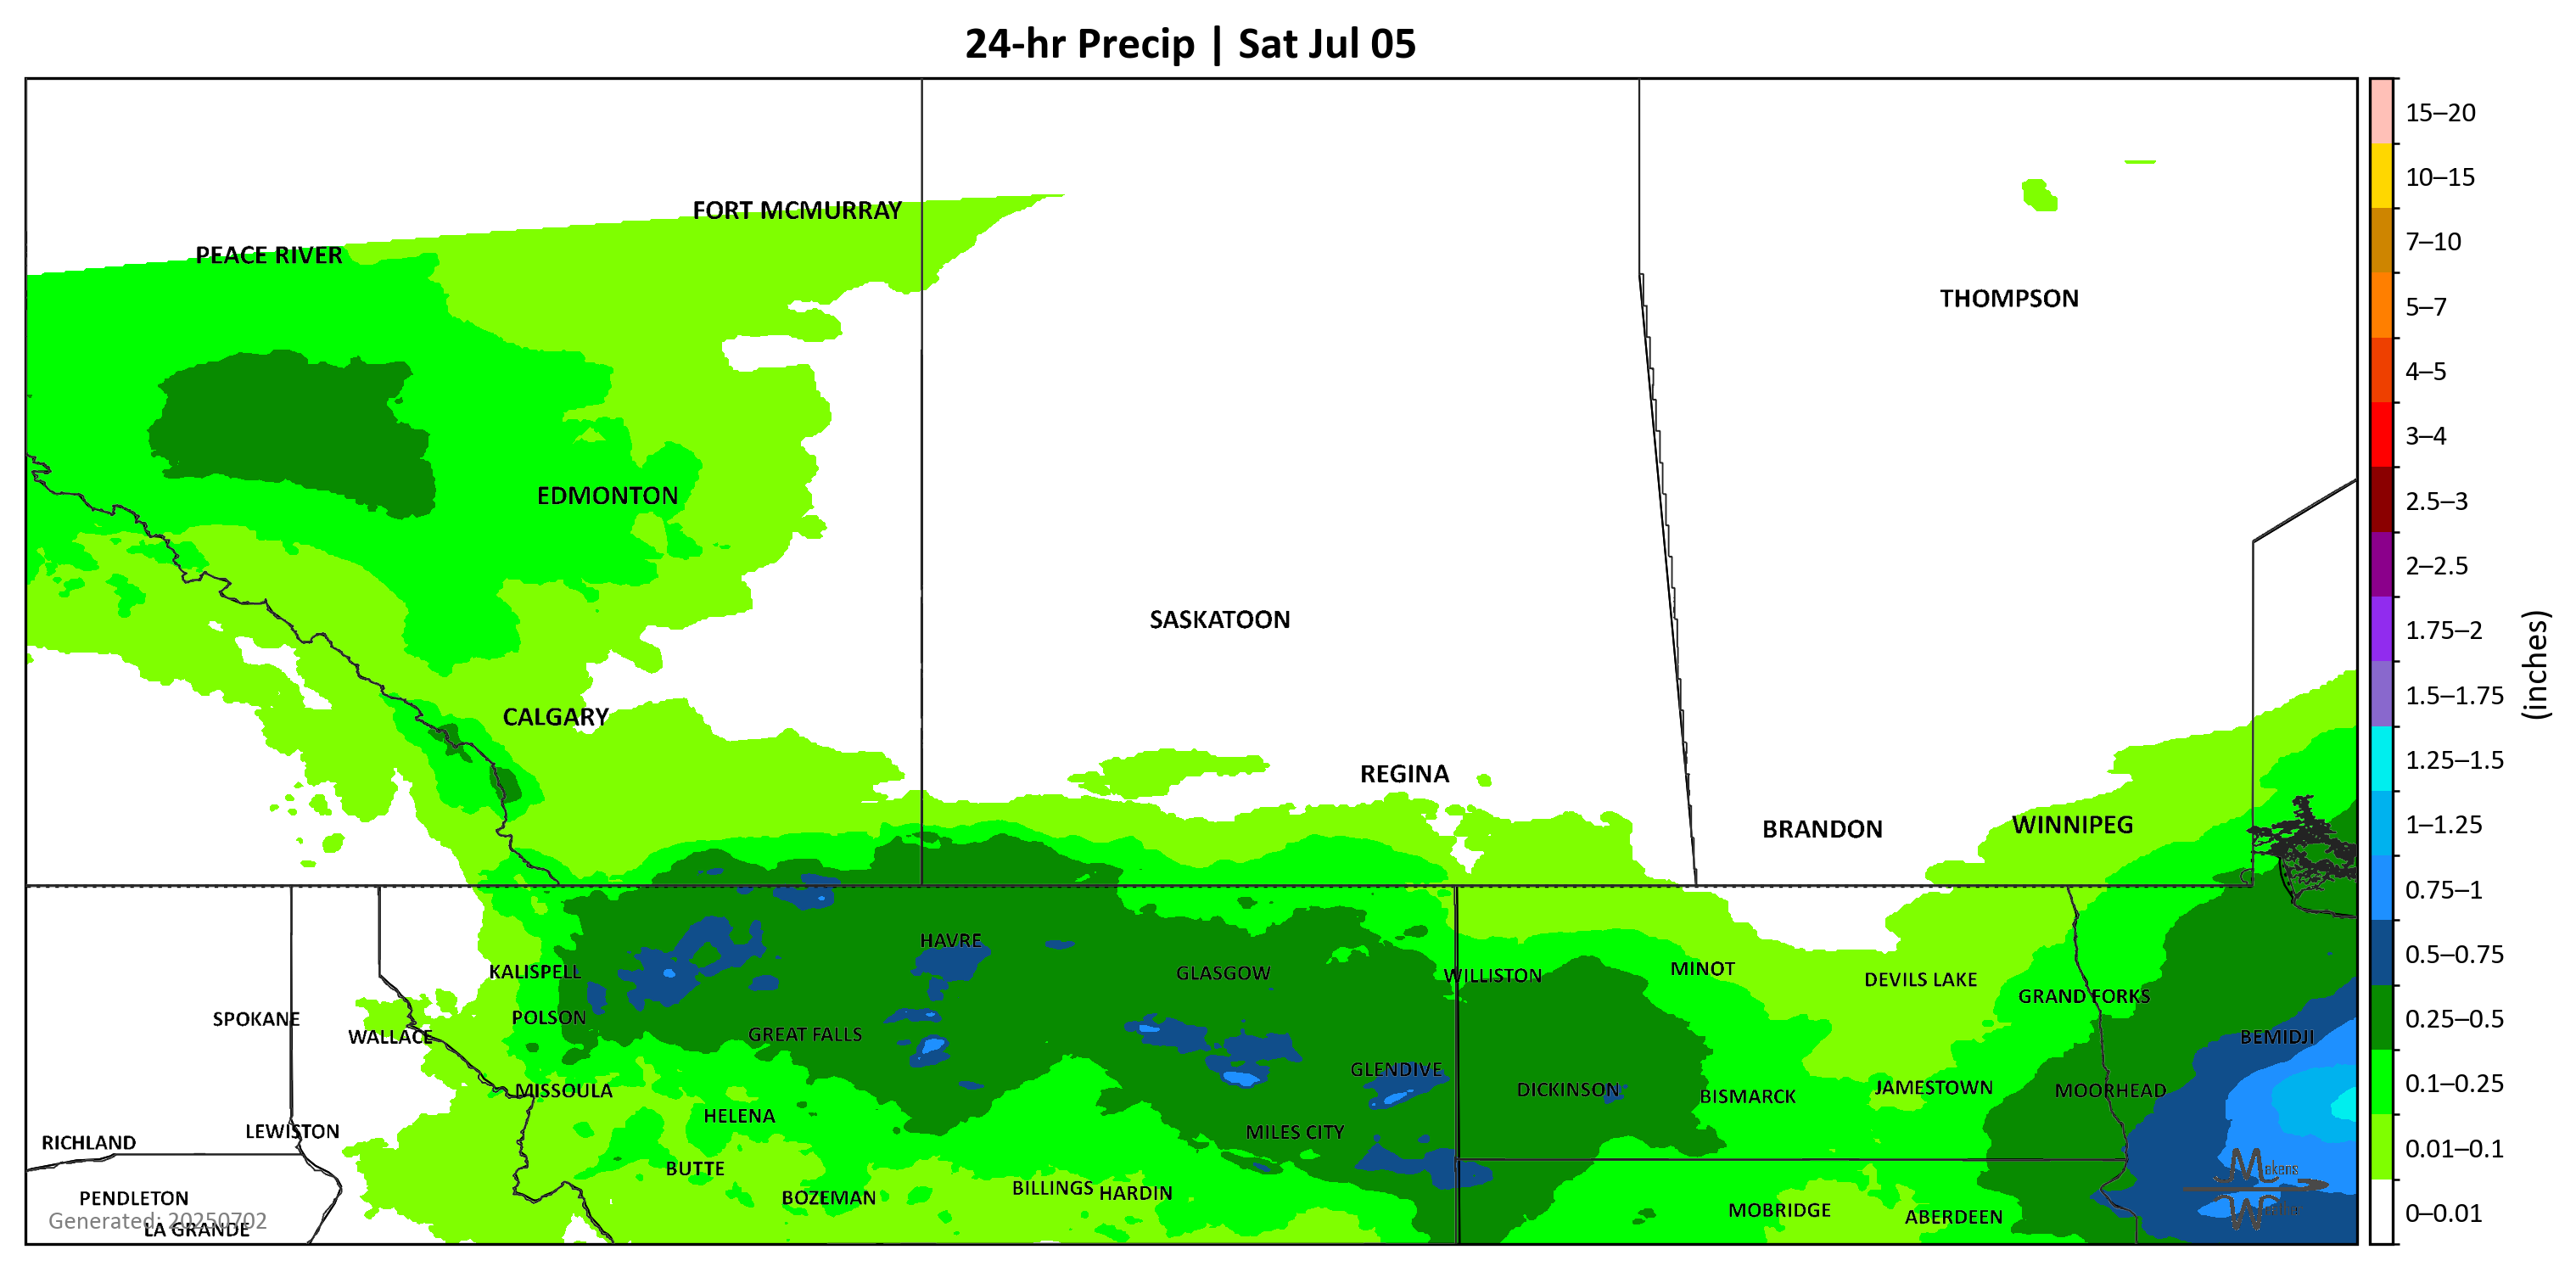 24-hr Precip | Sat Jul 05
15–20
10–15
7–10
5–7
4–5
3–4
2.5–3
2–2.5
1.75–2
1.5–1.75
1.25–1.5
1–1.25
0.75–1
0.5–0.75
0.25–0.5
0.1–0.25
0.01–0.1
0–0.01
(inches)
FORT MCMURRAY
PEACE RIVER
THOMPSON
EDMONTON
SASKATOON
CALGARY
REGINA
BRANDON
WINNIPEG
HAVRE
KALISPELL
GLASGOW
WILLISTON
MINOT
DEVILS LAKE
GRAND FORKS
SPOKANE
POLSON
WALLACE
GREAT FALLS
BEMIDJI
GLENDIVE
MISSOULA
DICKINSON
BISMARCK
JAMESTOWN
MOORHEAD
HELENA
RICHLAND
LEWISTON
MILES CITY
BUTTE
PENDLETON
BOZEMAN
BILLINGS
HARDIN
MOBRIDGE
ABERDEEN
Generated: 20250702
LA GRANDE
Makens
Weather